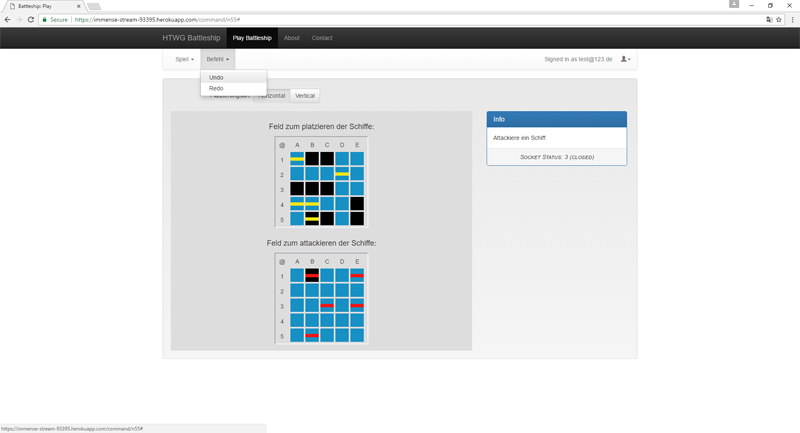 Battleship: Play
Secure
https://immense-stream-93395.herokuapp.com/command/n55#
HTWG Battleship
Play Battleship
About
Contact
Spiel
Befehl
Signed in as test@123.de
Undo
Redo
Horizontal
Vertical
Feld zum platzieren der Schiffe:
@ A B C D E
1
2
3
4
5
Feld zum attackieren der Schiffe:
@ A B C D E
1
2
3
4
5
Info
Attackiere ein Schiff.
Socket Status: 3 (closed)
https://immense-stream-93395.herokuapp.com/command/n55#